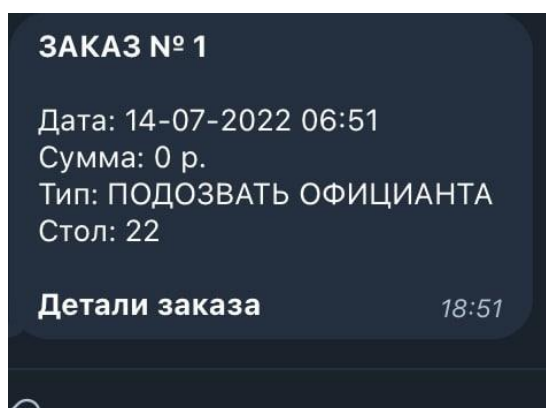 ЗАКАЗ № 1
Дата: 14-07-2022 06:51
Сумма: 0 р.
Тип: ПОДОЗВАТЬ ОФИЦИАНТА
Стол: 22
Детали заказа
18:51